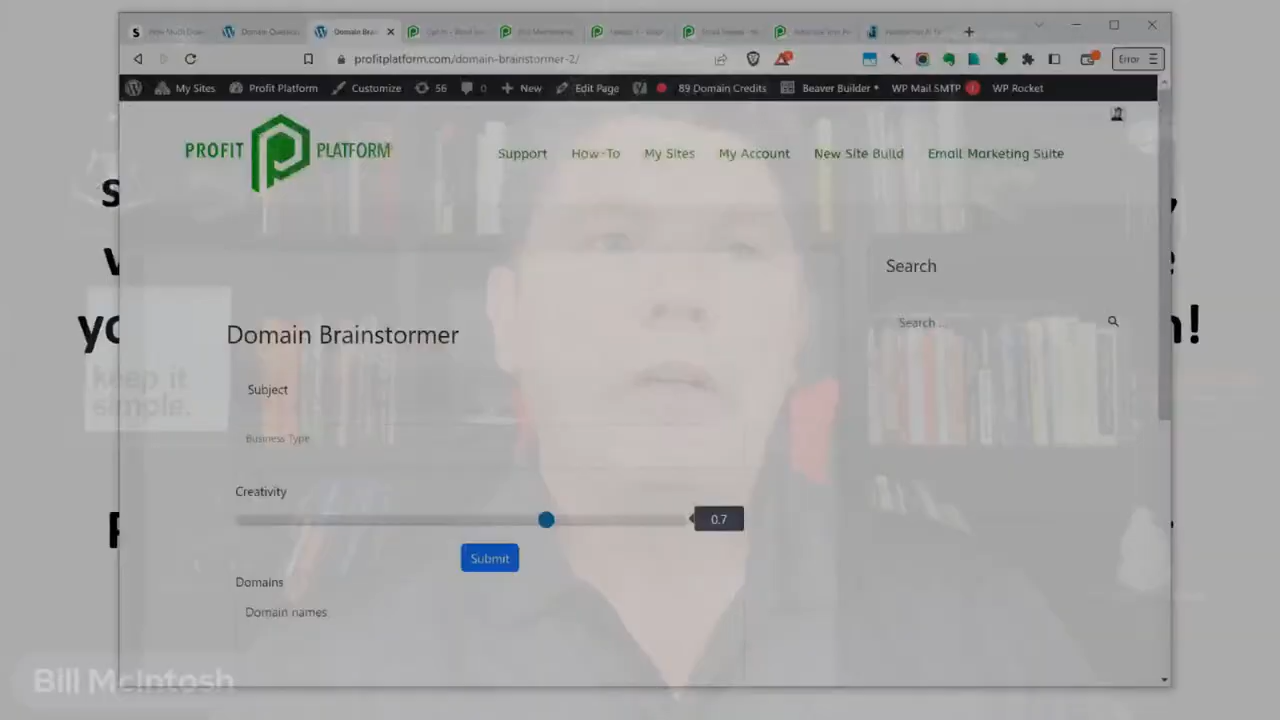 Domain Brai
profitplatform.com/domain-brainstormer-2/
Error
My Sites
Profit Platform
Customize
56
0
New
Edit Page
89 Domain Credits
Beaver Builder
WP Mail SMTP
WP Rocket
PROFIT PLATFORM
Support
How-To
My Sites
My Account
New Site Build
Email Marketing Suite
Search
Search ...
Domain Brainstormer
Subject
Business Type
Creativity
0.7
Submit
Domains
Domain names
keep it
simple.
Bill McIntosh